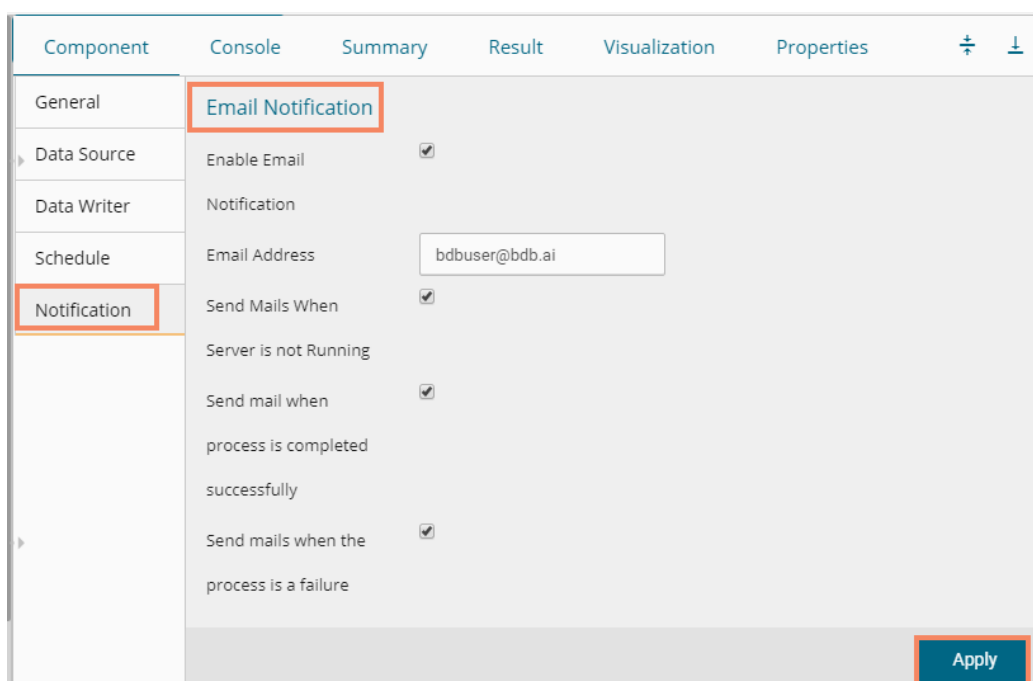 Component Console Summary Result Visualization Properties
General
Data Source
Data Writer
Schedule
Notification
Email Notification
Enable Email
Notification
Email Address bdbuser@bdb.ai
Send Mails When
Server is not Running
Send mail when
process is completed
successfully
Send mails when the
process is a failure
Apply